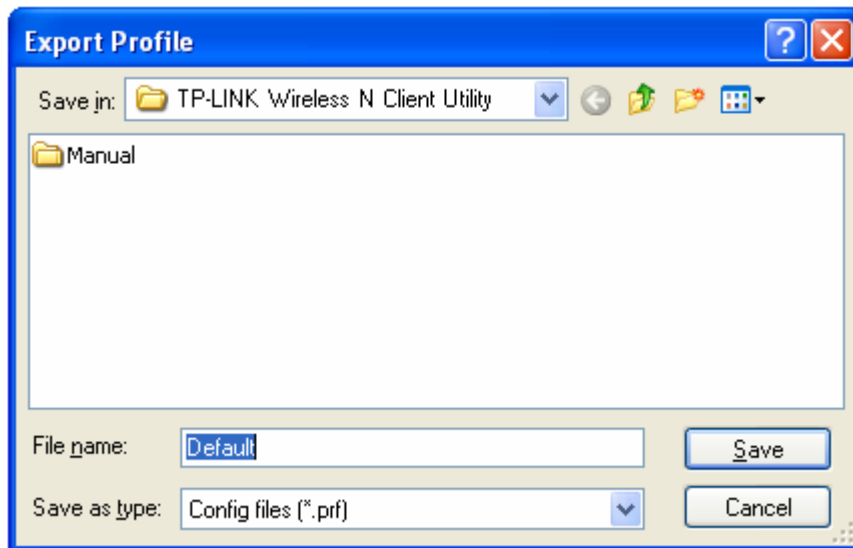 Export Profile
Save in: TP-LINK Wireless N Client Utility
Manual
File name: Default Save
Save as type: Config files (*.prf) Cancel